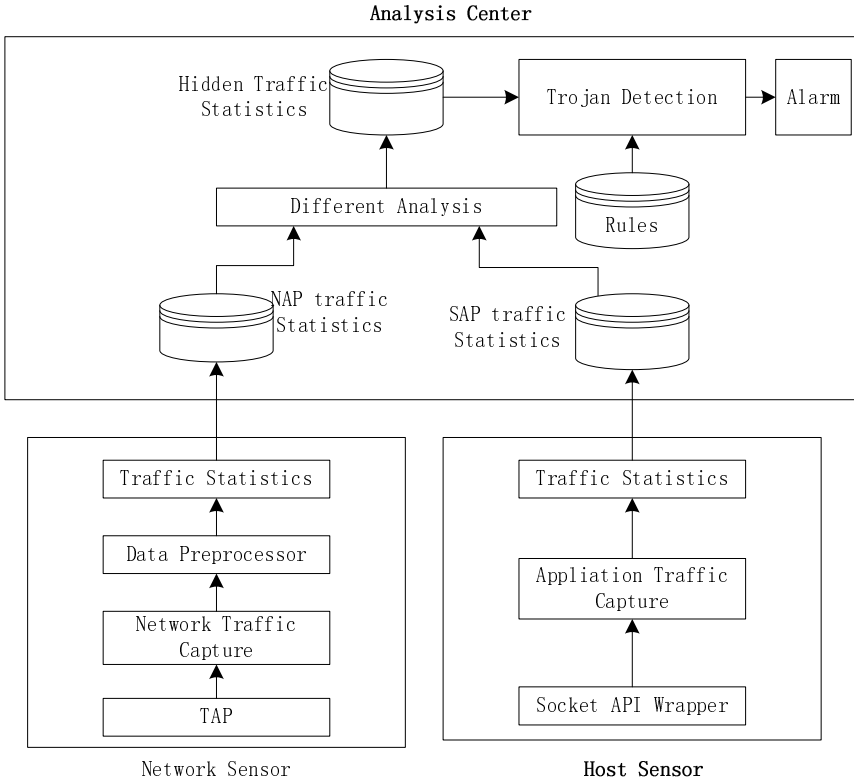 Analysis Center
Hidden Traffic
Statistics
Trojan Detection
Alarm
Different Analysis
Rules
NAP traffic
Statistics
SAP traffic
Statistics
Traffic Statistics
Data Preprocessor
Network Traffic
Capture
TAP
Network Sensor
Traffic Statistics
Appliation Traffic
Capture
Socket API Wrapper
Host Sensor